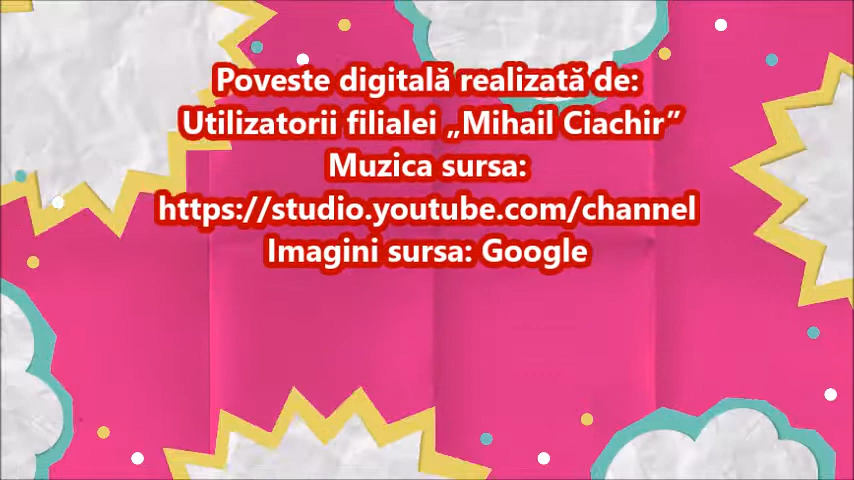 Poveste digitală realizată de:
Utilizatorii filialei „Mihail Ciachir”
Muzica sursa:
https://studio.youtube.com/channel
Imagini sursa: Google